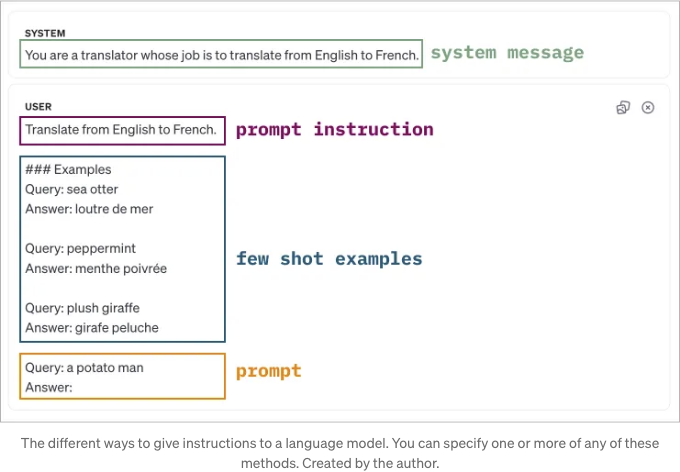 SYSTEM
You are a translator whose job is to translate from English to French.
system message
USER
Translate from English to French.
prompt instruction
### Examples
Query: sea otter
Answer: loutre de mer
Query: peppermint
Answer: menthe poivrée
few shot examples
Query: plush giraffe
Answer: girafe peluche
Query: a potato man
prompt
Answer:
The different ways to give instructions to a language model. You can specify one or more of any of these
methods. Created by the author.